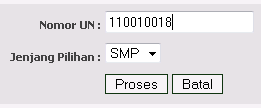 Nomor UN : 110010018
Jenjang Pilihan : SMP
Proses Batal